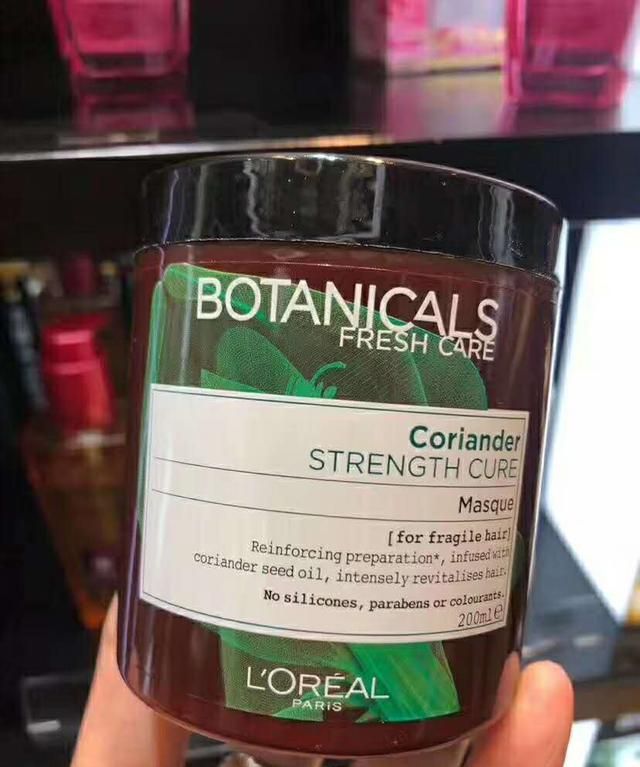 BOTANICALS
FRESH CARE
Coriander
STRENGTH CURE
Masque
[for fragile hair]
Reinforcing preparation*, infused with
coriander seed oil, intensely revitalises hair.
No silicones, parabens or colourants.
200ml ℮
L'ORÉAL
PARIS